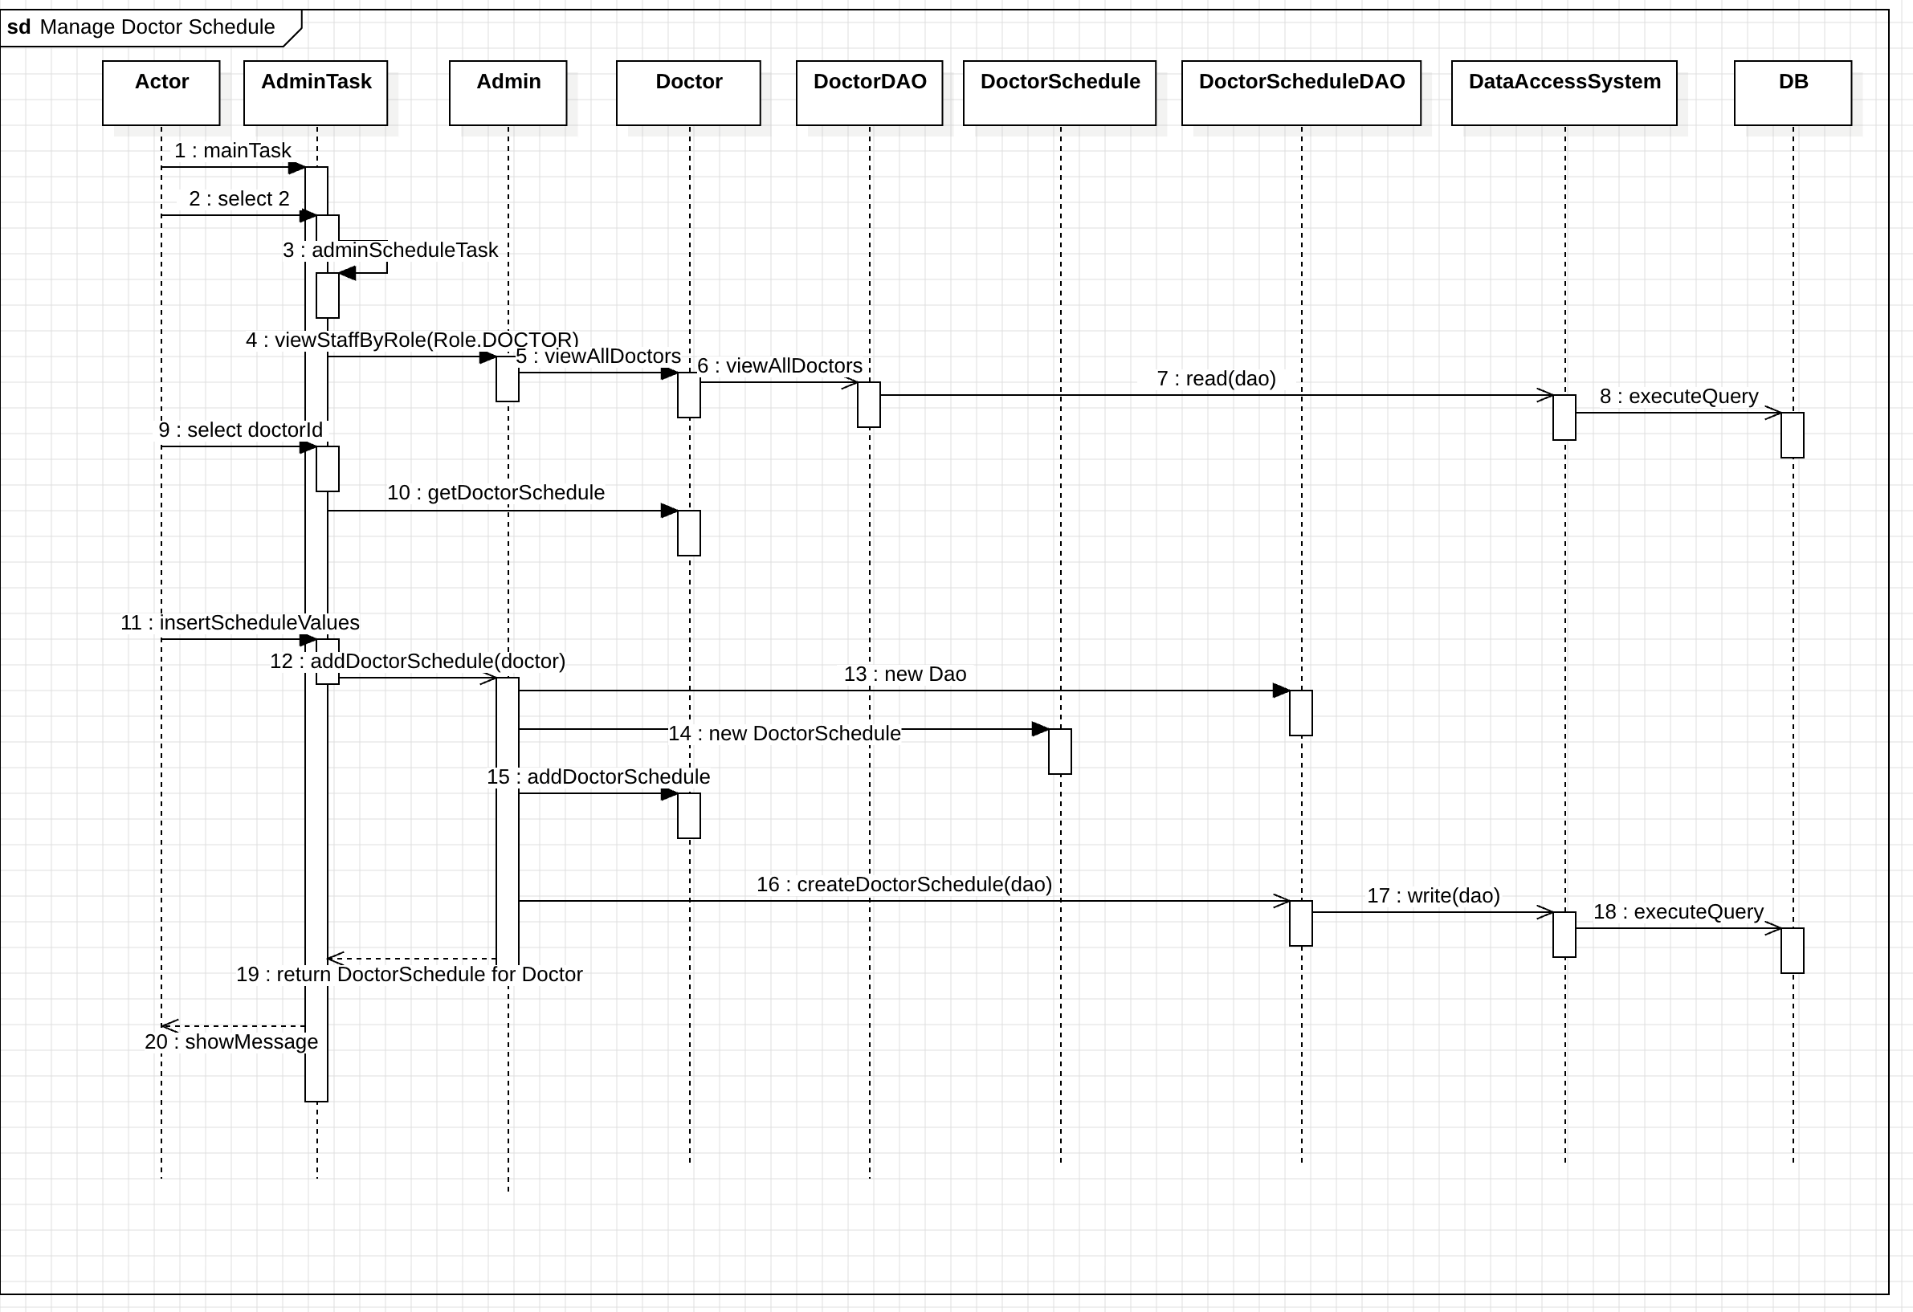 sd Manage Doctor Schedule
Actor
AdminTask
Admin
Doctor
DoctorDAO
DoctorSchedule
DoctorScheduleDAO
DataAccessSystem
DB
1 : mainTask
2 : select 2
3 : adminScheduleTask
4 : viewStaffByRole(Role.DOCTOR)
5 : viewAllDoctors
6 : viewAllDoctors
7 : read(dao)
8 : executeQuery
9 : select doctorId
10 : getDoctorSchedule
11 : insertScheduleValues
12 : addDoctorSchedule(doctor)
13 : new Dao
14 : new DoctorSchedule
15 : addDoctorSchedule
16 : createDoctorSchedule(dao)
17 : write(dao)
18 : executeQuery
19 : return DoctorSchedule for Doctor
20 : showMessage